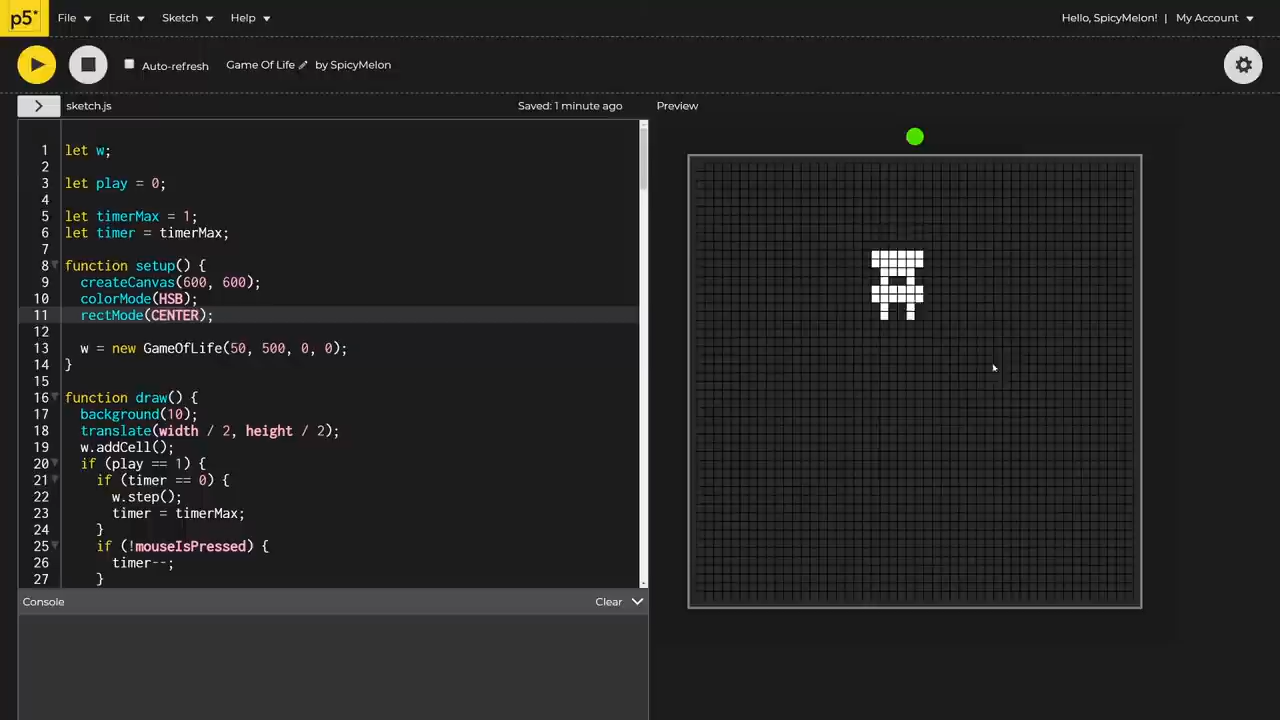 p5* File Edit Sketch Help Hello, SpicyMelon! | My Account
Auto-refresh Game Of Life by SpicyMelon
> sketch.js Saved: 1 minute ago Preview
1 let w;
2
3 let play = 0;
4
5 let timerMax = 1;
6 let timer = timerMax;
7
8 function setup() {
9 createCanvas(600, 600);
10 colorMode(HSB);
11 rectMode(CENTER);
12
13 w = new GameOfLife(50, 500, 0, 0);
14 }
15
16 function draw() {
17 background(10);
18 translate(width / 2, height / 2);
19 w.addCell();
20 if (play == 1) {
21 if (timer == 0) {
22 w.step();
23 timer = timerMax;
24 }
25 if (!mouseIsPressed) {
26 timer--;
27 }
Console Clear